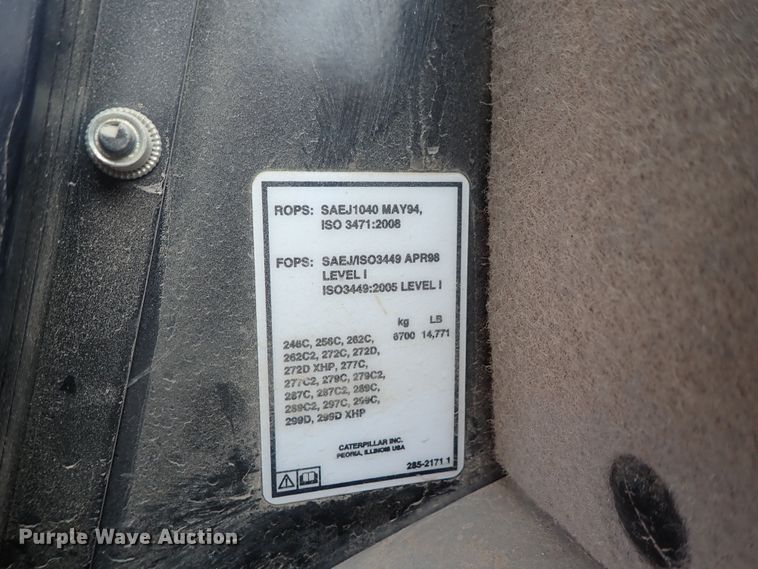 ROPS: SAEJ1040 MAY94,
ISO 3471:2008
FOPS: SAEJ/ISO3449 APR98
LEVEL I
ISO3449:2005 LEVEL I
kg LB
246C, 256C, 262C, 6700 14,771
262C2, 272C, 272D,
272D XHP, 277C,
277C2, 279C, 279C2,
287C, 287C2, 289C,
289C2, 297C, 299C,
299D, 299D XHP
CATERPILLAR INC.
PEORIA, ILLINOIS USA
285-2171 1
Purple Wave Auction